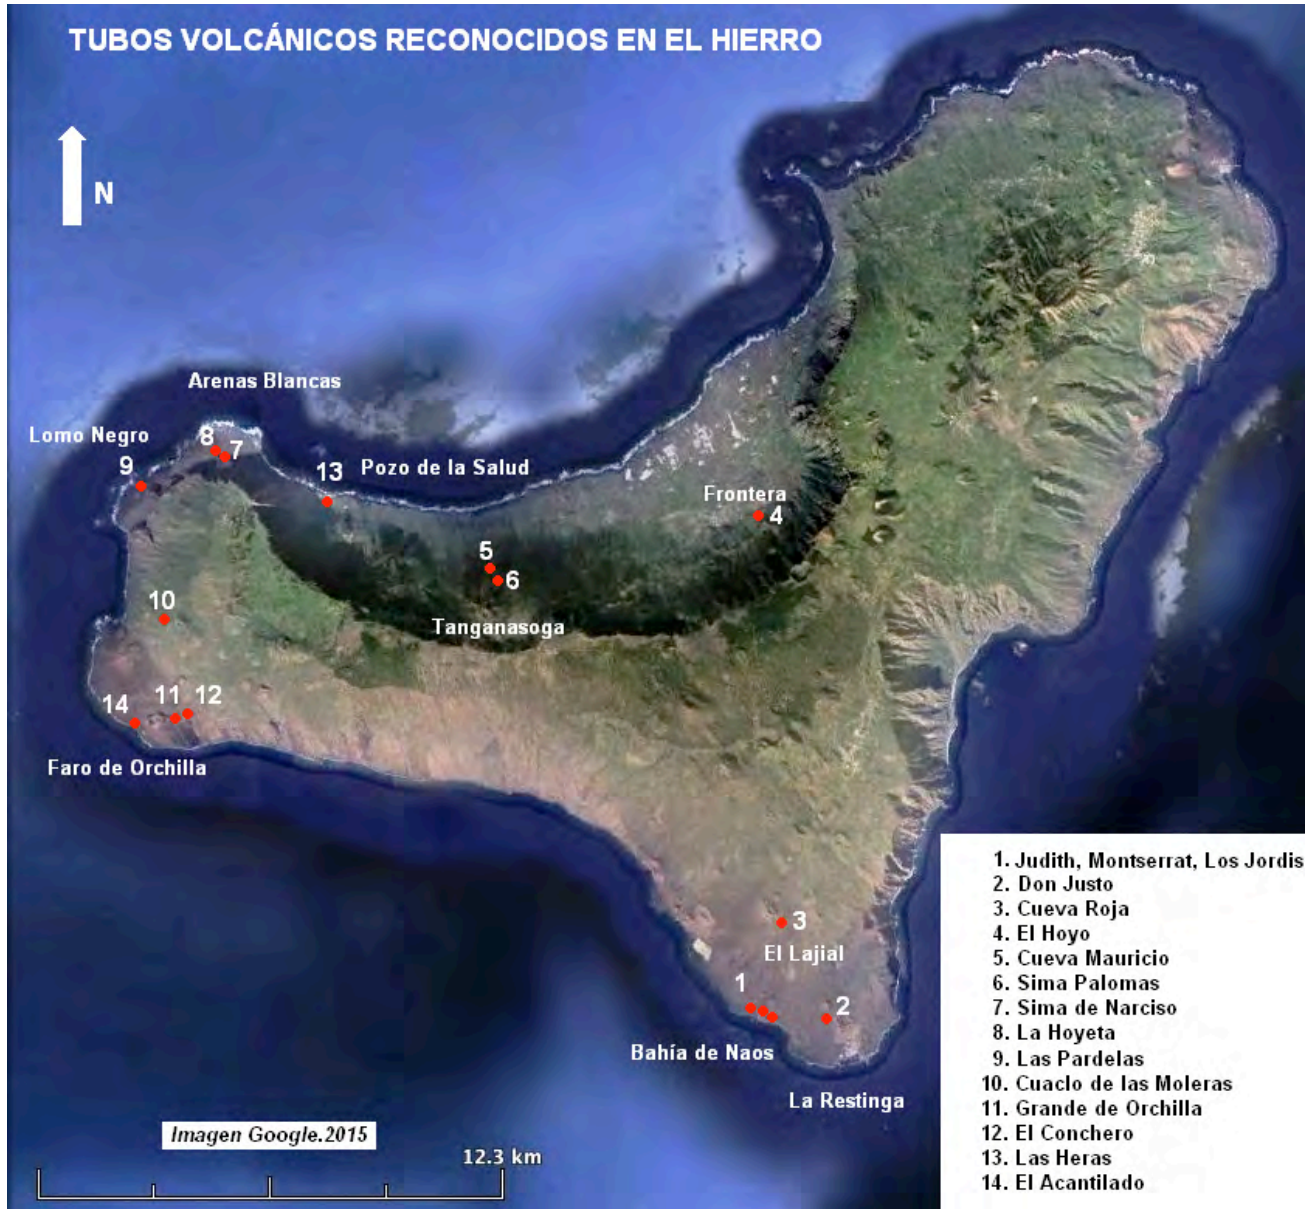 TUBOS VOLCÁNICOS RECONOCIDOS EN EL HIERRO
N
Arenas Blancas
Lomo Negro
8
7
9
13
Pozo de la Salud
Frontera
4
5
6
10
Tanganasoga
11
12
14
Faro de Orchilla
3
El Lajial
1
2
Bahía de Naos
La Restinga
Imagen Google.2015
12.3 km
1. Judith, Montserrat, Los Jordis
2. Don Justo
3. Cueva Roja
4. El Hoyo
5. Cueva Mauricio
6. Sima Palomas
7. Sima de Narciso
8. La Hoyeta
9. Las Pardelas
10. Cuaclo de las Moleras
11. Grande de Orchilla
12. El Conchero
13. Las Heras
14. El Acantilado